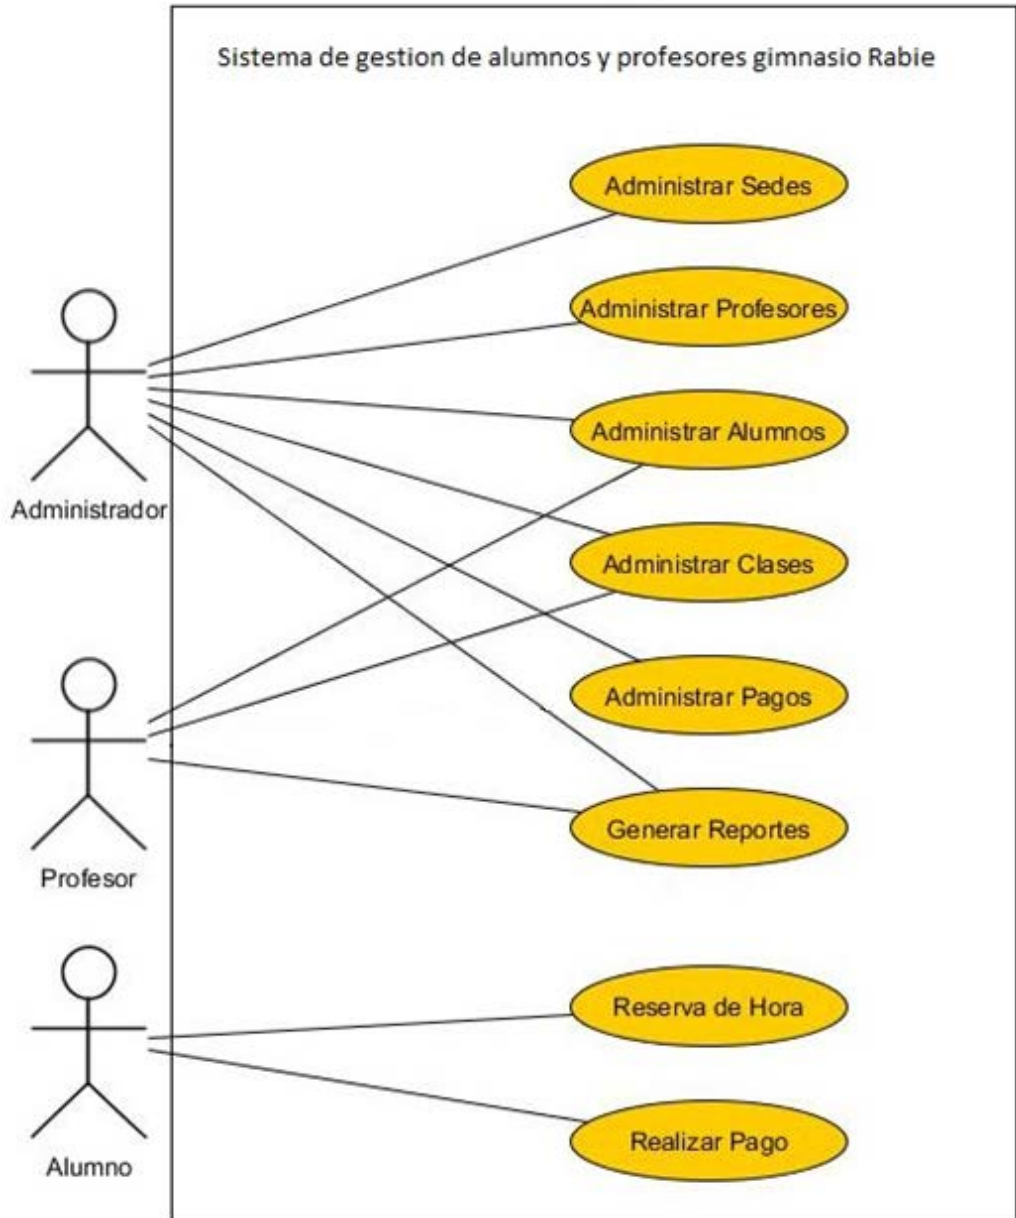 Sistema de gestion de alumnos y profesores gimnasio Rabie
Administrar Sedes
Administrar Profesores
Administrar Alumnos
Administrador
Administrar Clases
Administrar Pagos
Generar Reportes
Profesor
Reserva de Hora
Realizar Pago
Alumno